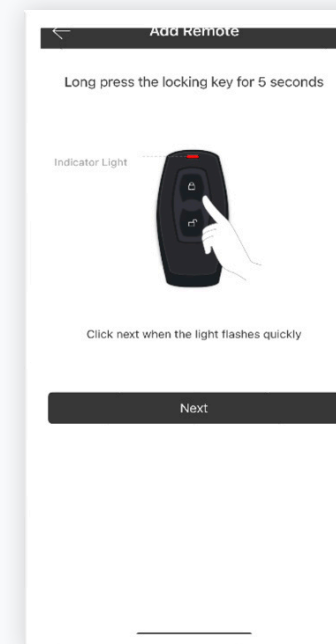 Add Remote
Long press the locking key for 5 seconds
Indicator Light
Click next when the light flashes quickly
Next